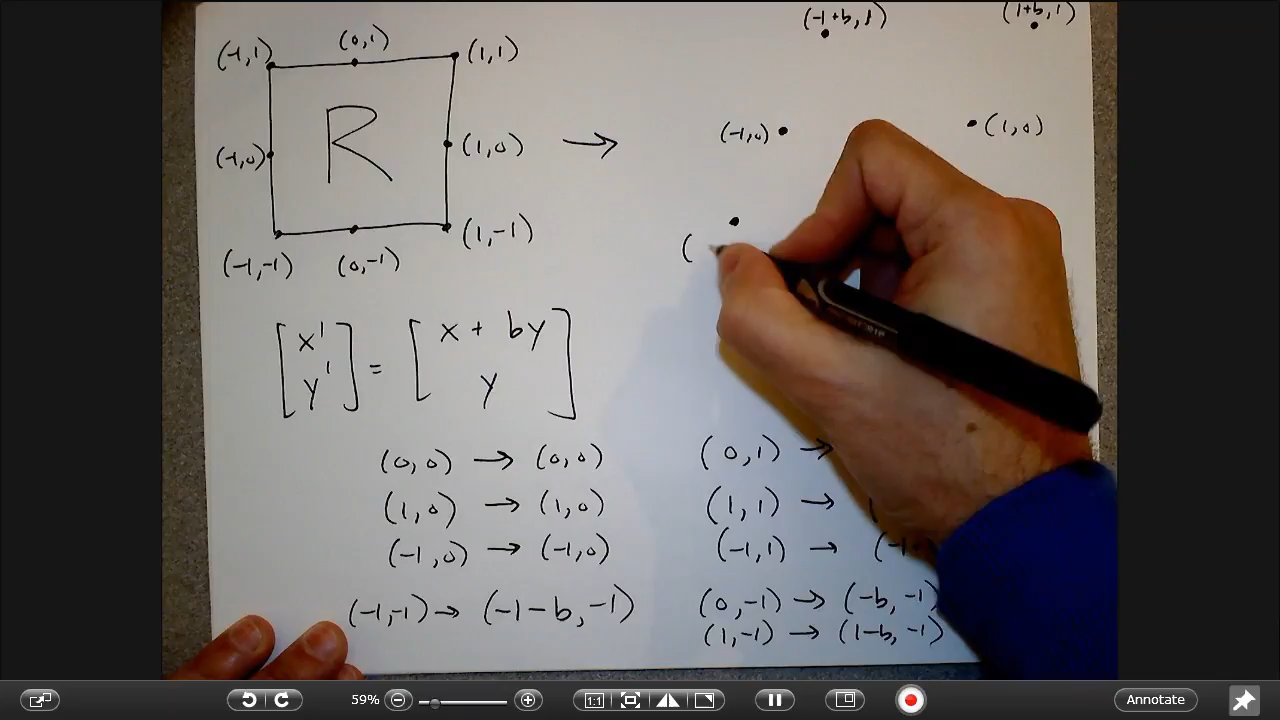 (-1+b, 1) (1+b, 1)
(-1,1) (0,1) (1,1)
R
(-1,0) (1,0) → (-1,0) (1,0)
(-1,-1) (0,-1) (1,-1)
(
[x' y'] = [x + by y]
(0,0) → (0,0) (0,1) →
(1,0) → (1,0) (1,1) → (
(-1,0) → (-1,0) (-1,1) → (-1
(-1,-1) → (-1-b,-1) (0,-1) → (-b,-1)
(1,-1) → (1-b,-1)
59% 1:1 Annotate